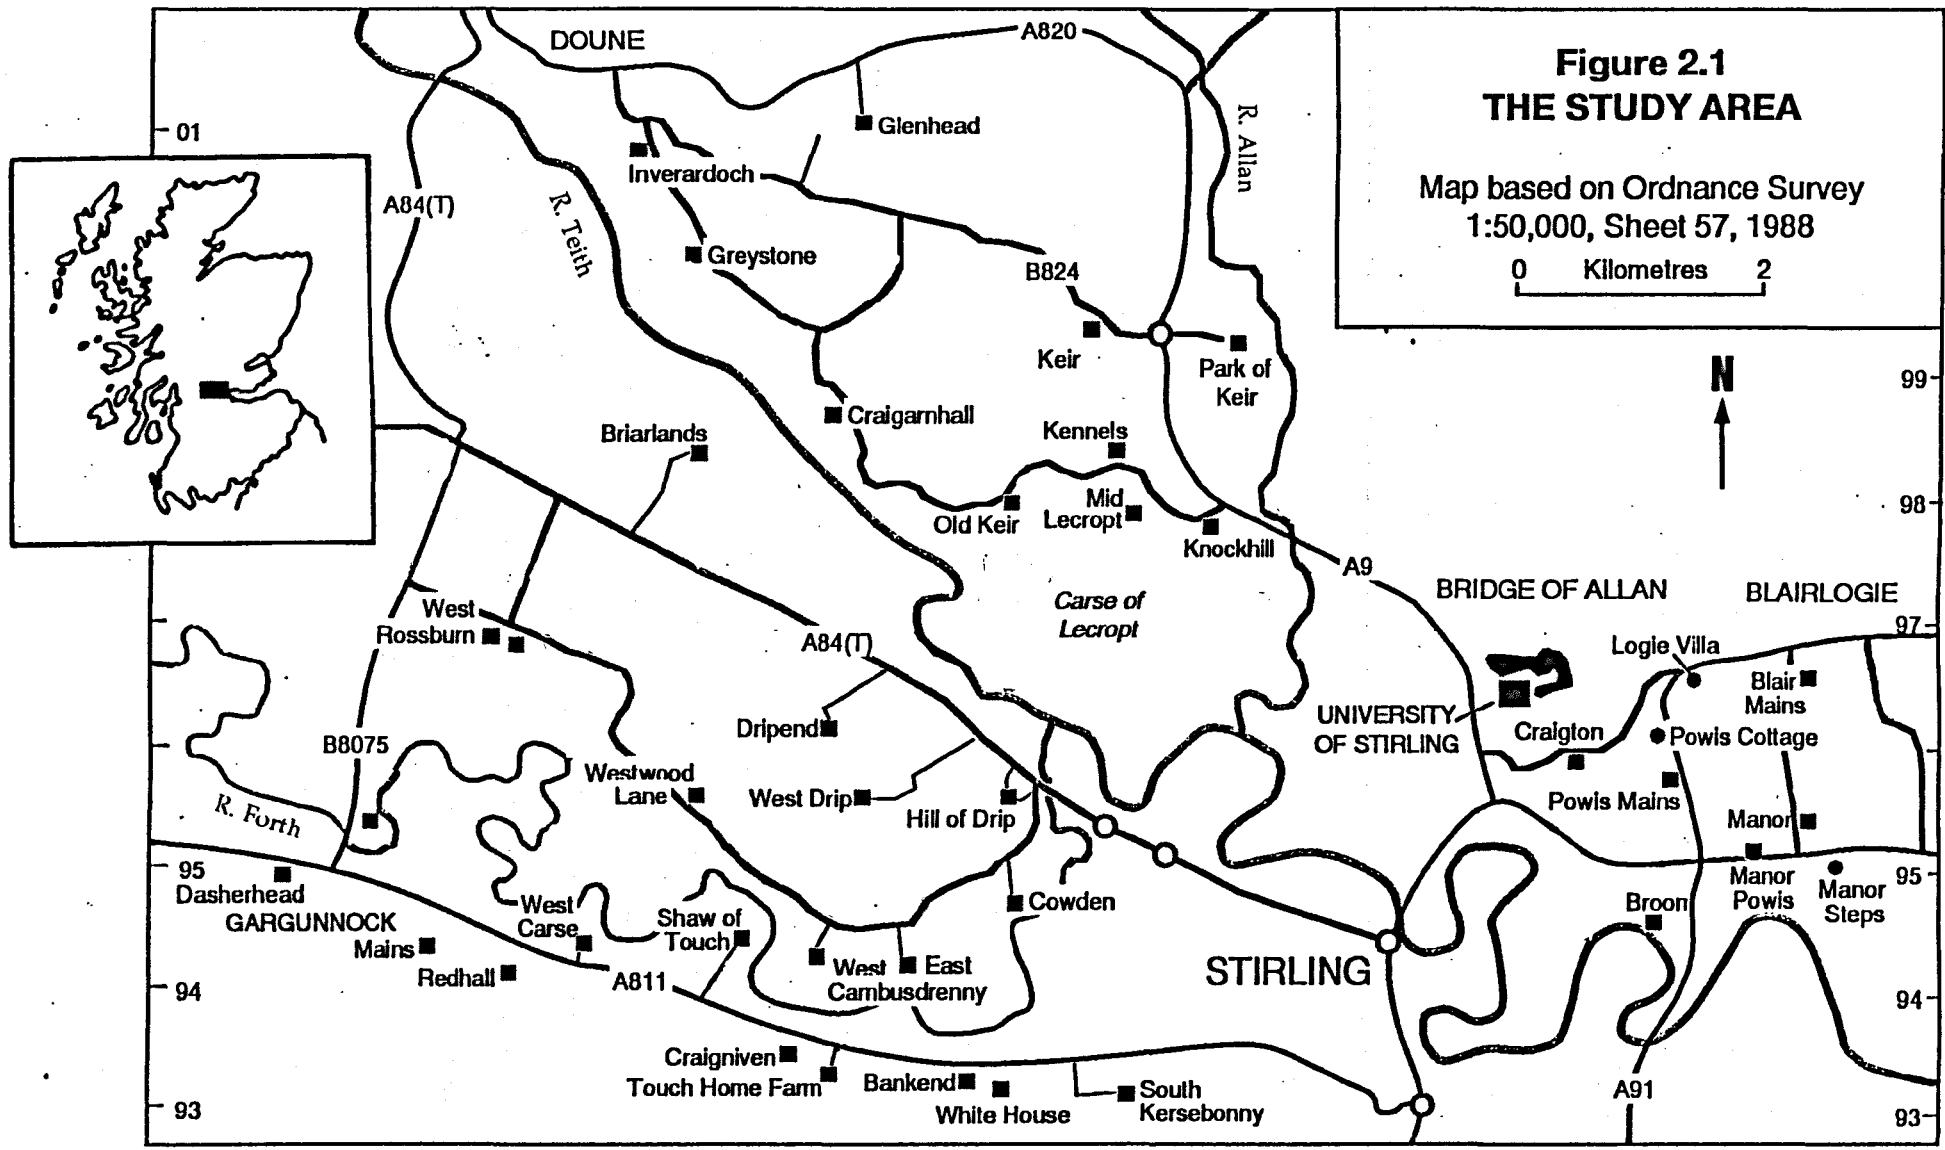 Figure 2.1
THE STUDY AREA
Map based on Ordnance Survey
1:50,000, Sheet 57, 1988
0 Kilometres 2
N
DOUNE
A820
01
Glenhead
R. Allan
Inverardoch
A84(T)
R. Teith
Greystone
B824
Keir
Park of
Keir
99
Craigarnhall
Kennels
Briarlands
98
Old Keir
Mid
Lecropt
Knockhill
A9
Carse of
Lecropt
BRIDGE OF ALLAN
BLAIRLOGIE
97
West
Rossburn
A84(T)
Logie Villa
Blair
Mains
UNIVERSITY
OF STIRLING
Craigton
Powis Cottage
Dripend
B8075
Westwood
Lane
West Drip
Hill of Drip
Powis Mains
Manor
R. Forth
95
Dasherhead
GARGUNNOCK
Mains
Redhall
West
Carse
Shaw of
Touch
Cowden
West
East
Cambusdrenny
Broon
Manor
Powis
Manor
Steps
95
STIRLING
A811
94
94
Craigniven
Touch Home Farm
Bankend
White House
South
Kersebonny
A91
93
93